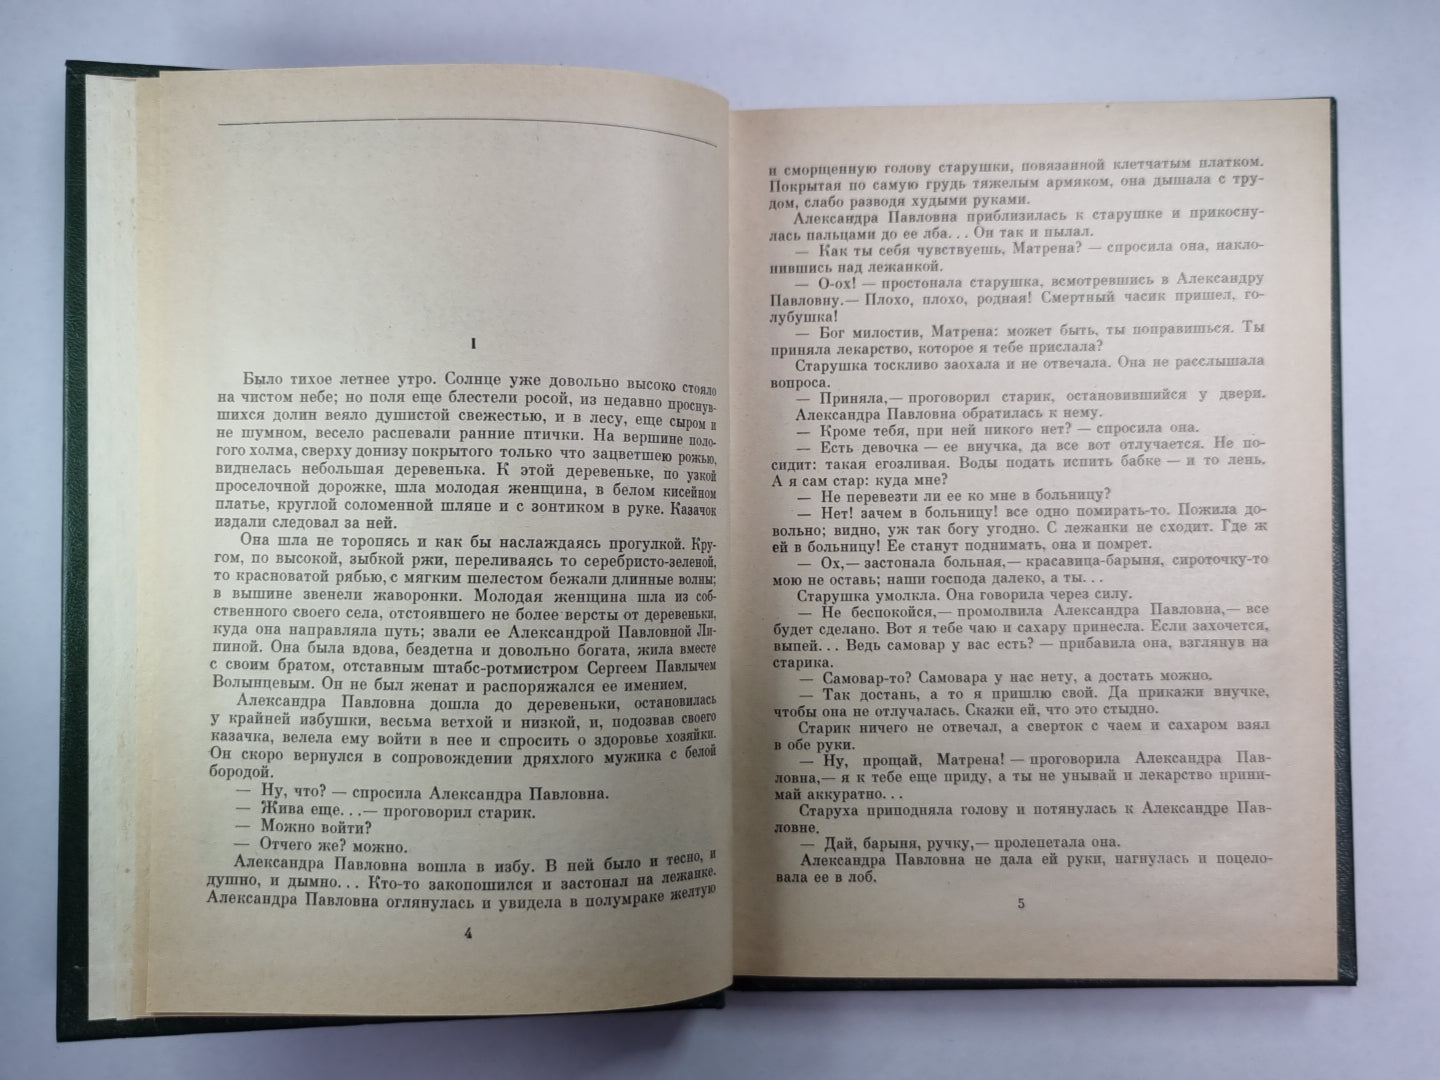 I
Было тихое летнее утро. Солнце уже довольно высоко стояло
на чистом небе; но поля еще блестели росой, из недавно проснув-
шихся долин веяло душистой свежестью, и в лесу, еще сыром и
не шумном, весело распевали ранние птички. На вершине поло-
гого холма, сверху донизу покрытого только что зацветшею рожью,
виднелась небольшая деревенька. К этой деревеньке, по узкой
проселочной дорожке, шла молодая женщина, в белом кисейном
платье, круглой соломенной шляпе и с зонтиком в руке. Казачок
издали следовал за ней.
Она шла не торопясь и как бы наслаждаясь прогулкой. Кру-
гом, по высокой, зыбкой ржи, переливаясь то серебристо-зеленой,
то красноватой рябью, с мягким шелестом бежали длинные волны;
в вышине звенели жаворонки. Молодая женщина шла из соб-
ственного своего села, отстоявшего не более версты от деревеньки,
куда она направляла путь; звали ее Александрой Павловной Ли-
пиной. Она была вдова, бездетна и довольно богата, жила вместе
с своим братом, отставным штабс-ротмистром Сергеем Павлычем
Волынцевым. Он не был женат и распоряжался ее имением.
Александра Павловна дошла до деревеньки, остановилась
у крайней избушки, весьма ветхой и низкой, и, подозвав своего
казачка, велела ему войти в нее и спросить о здоровье хозяйки.
Он скоро вернулся в сопровождении дряхлого мужика с белой
бородой.
— Ну, что? — спросила Александра Павловна.
— Жива еще...— проговорил старик.
— Можно войти?
— Отчего же? можно.
Александра Павловна вошла в избу. В ней было и тесно, и
душно, и дымно... Кто-то закопошился и застонал на лежанке.
Александра Павловна оглянулась и увидела в полумраке желтую
4
и сморщенную голову старушки, повязанной клетчатым платком.
Покрытая по самую грудь тяжелым армяком, она дышала с тру-
дом, слабо разводя худыми руками.
Александра Павловна приблизилась к старушке и прикосну-
лась пальцами до ее лба... Он так и пылал.
— Как ты себя чувствуешь, Матрена? — спросила она, накло-
нившись над лежанкой.
— О-ох! — простонала старушка, всмотревшись в Александру
Павловну.— Плохо, плохо, родная! Смертный часик пришел, го-
лубушка!
— Бог милостив, Матрена: может быть, ты поправишься. Ты
приняла лекарство, которое я тебе прислала?
Старушка тоскливо заохала и не отвечала. Она не расслышала
вопроса.
— Приняла,— проговорил старик, остановившийся у двери.
Александра Павловна обратилась к нему.
— Кроме тебя, при ней никого нет? — спросила она.
— Есть девочка — ее внучка, да все вот отлучается. Не по-
сидит: такая егозливая. Воды подать испить бабке — и то лень.
А я сам стар: куда мне?
— Не перевезти ли ее ко мне в больницу?
— Нет! зачем в больницу! все одно помирать-то. Пожила до-
вольно; видно, уж так богу угодно. С лежанки не сходит. Где ж
ей в больницу! Ее станут поднимать, она и помрет.
— Ох,— застонала больная,— красавица-барыня, сироточку-то
мою не оставь; наши господа далеко, а ты...
Старушка умолкла. Она говорила через силу.
— Не беспокойся,— промолвила Александра Павловна,— все
будет сделано. Вот я тебе чаю и сахару принесла. Если захочется,
выпей... Ведь самовар у вас есть? — прибавила она, взглянув на
старика.
— Самовар-то? Самовара у нас нету, а достать можно.
— Так достань, а то я пришлю свой. Да прикажи внучке,
чтобы она не отлучалась. Скажи ей, что это стыдно.
Старик ничего не отвечал, а сверток с чаем и сахаром взял
в обе руки.
— Ну, прощай, Матрена! — проговорила Александра Пав-
ловна,— я к тебе еще приду, а ты не унывай и лекарство прини-
май аккуратно...
Старуха приподняла голову и потянулась к Александре Пав-
ловне.
— Дай, барыня, ручку,— пролепетала она.
Александра Павловна не дала ей руки, нагнулась и поцело-
вала ее в лоб.
5